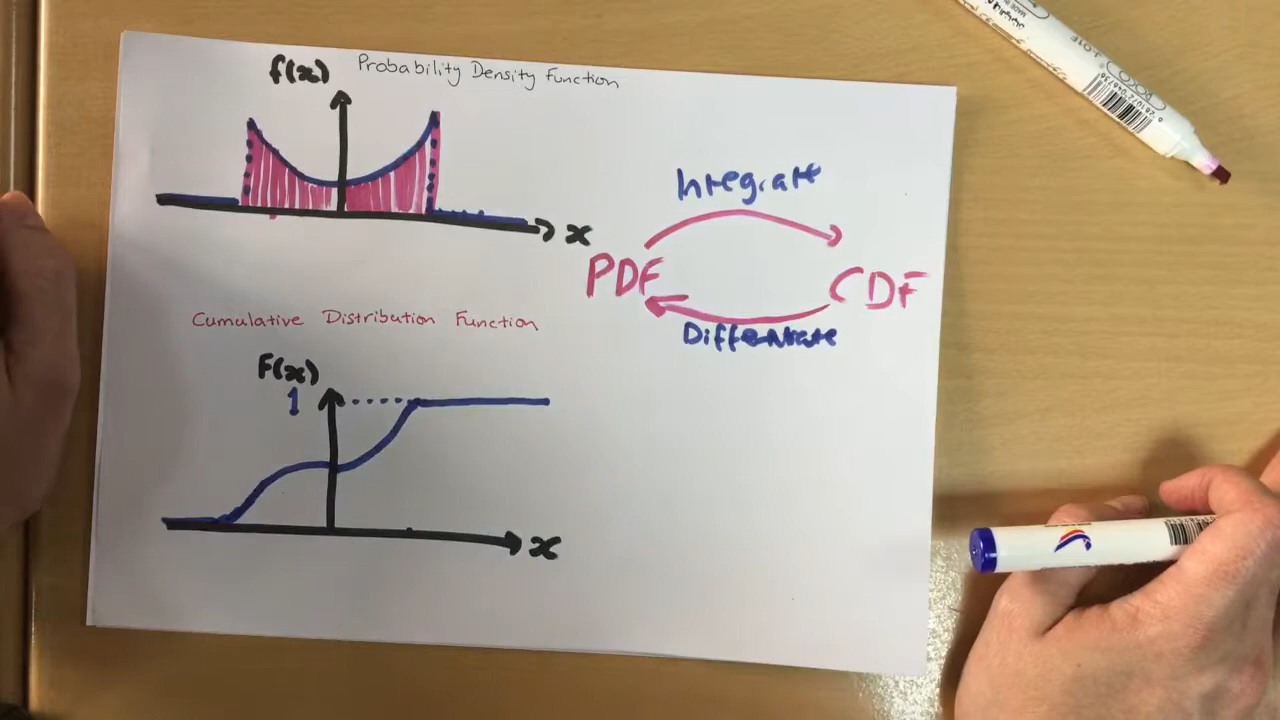 f(x)
Probability Density Function
x
Integrate
PDF
CDF
Differentiate
Cumulative Distribution Function
F(x)
1
x